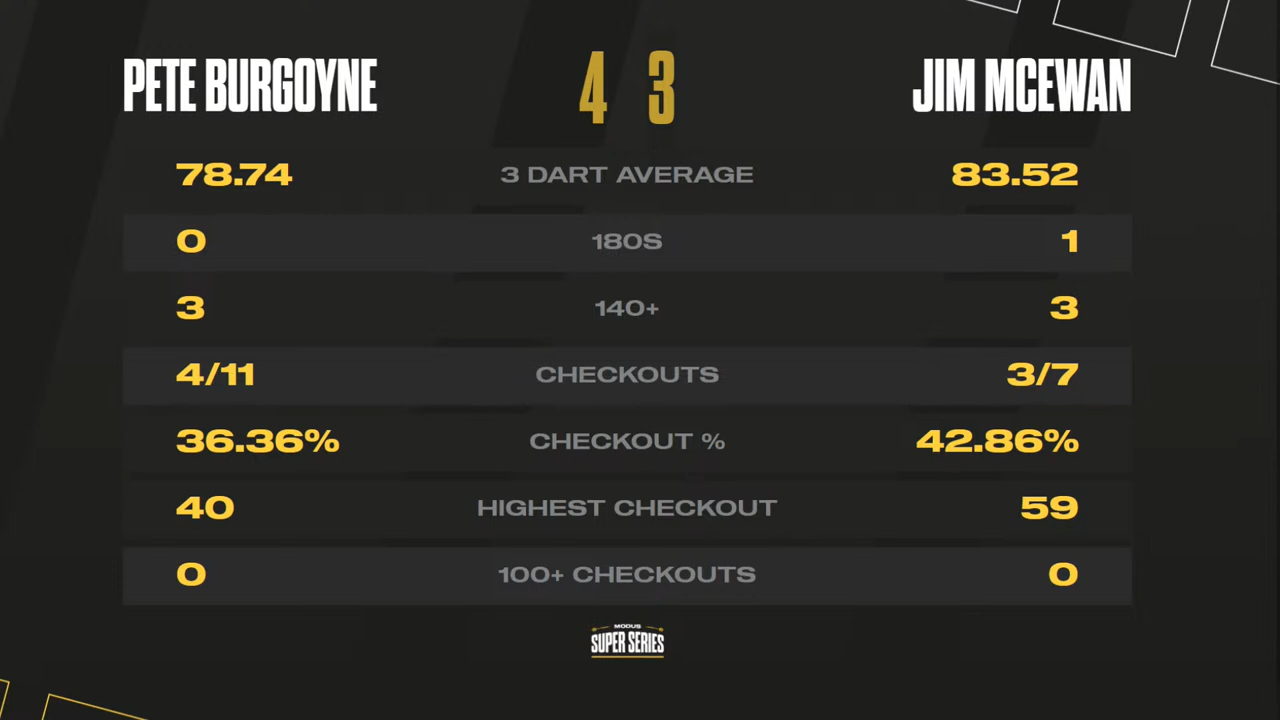 PETE BURGOYNE 4 3 JIM MCEWAN
78.74 3 DART AVERAGE 83.52
0 180S 1
3 140+ 3
4/11 CHECKOUTS 3/7
36.36% CHECKOUT % 42.86%
40 HIGHEST CHECKOUT 59
0 100+ CHECKOUTS 0
MODUS
SUPER SERIES